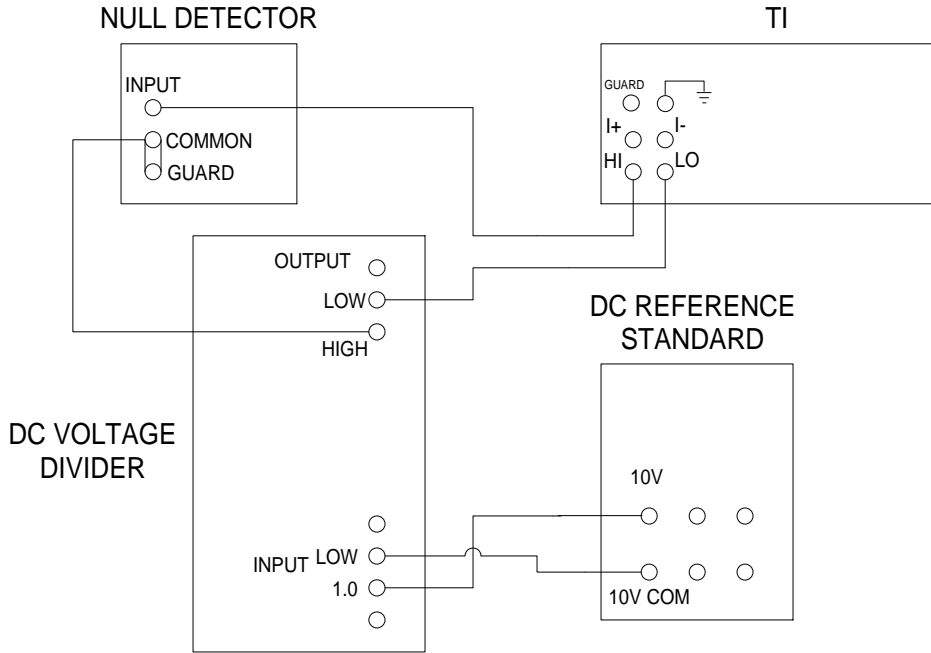 NULL DETECTOR
TI
INPUT
COMMON
GUARD
GUARD
I+
I-
HI
LO
OUTPUT
LOW
HIGH
DC VOLTAGE
DIVIDER
INPUT
LOW
1.0
DC REFERENCE
STANDARD
10V
10V COM